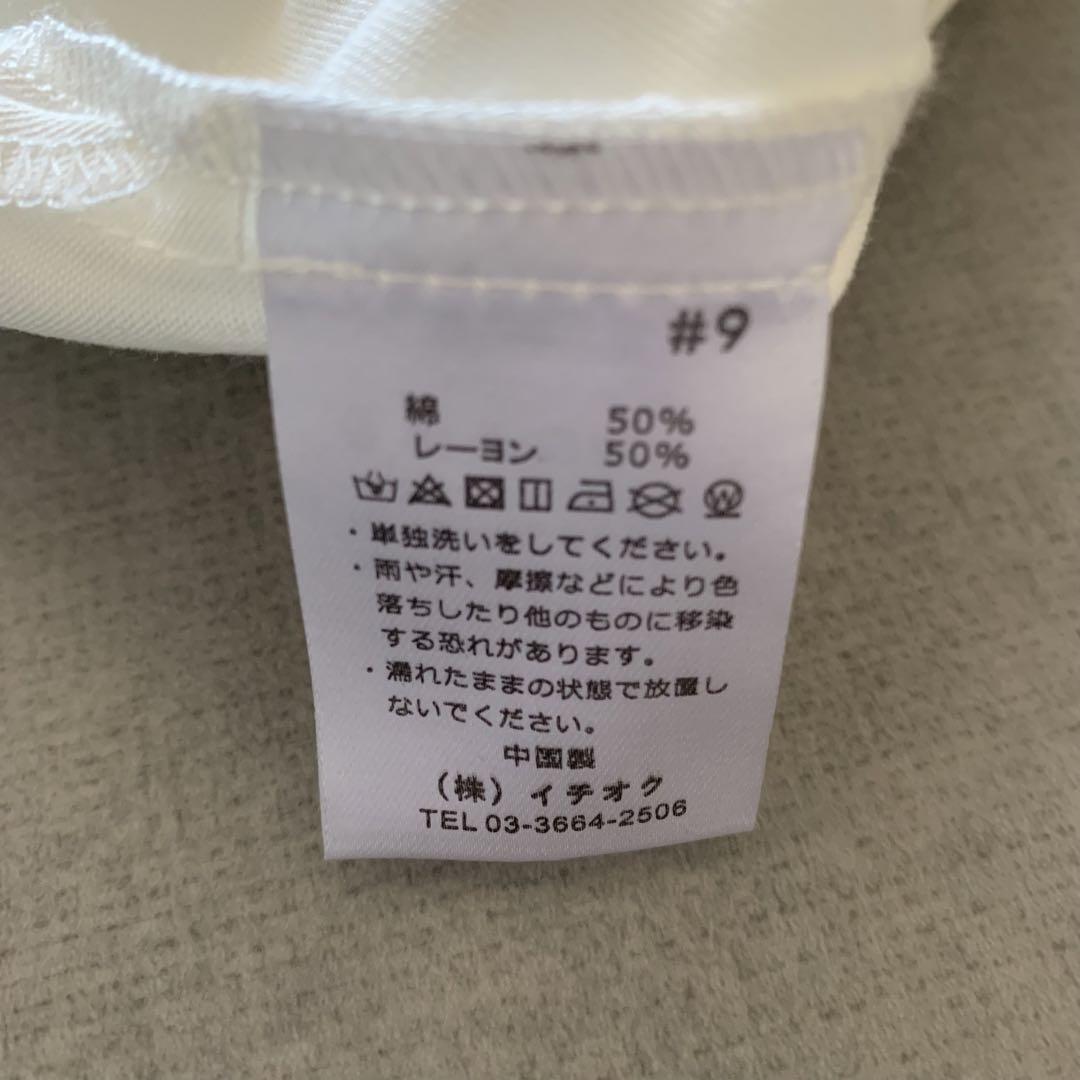 #9
綿 50%
レーヨン 50%
・単独洗いをしてください。
・雨や汗、摩擦などにより色
落ちしたり他のものに移染
する恐れがあります。
・濡れたままの状態で放置し
ないでください。
中国製
（株）イチオク
TEL 03-3664-2506